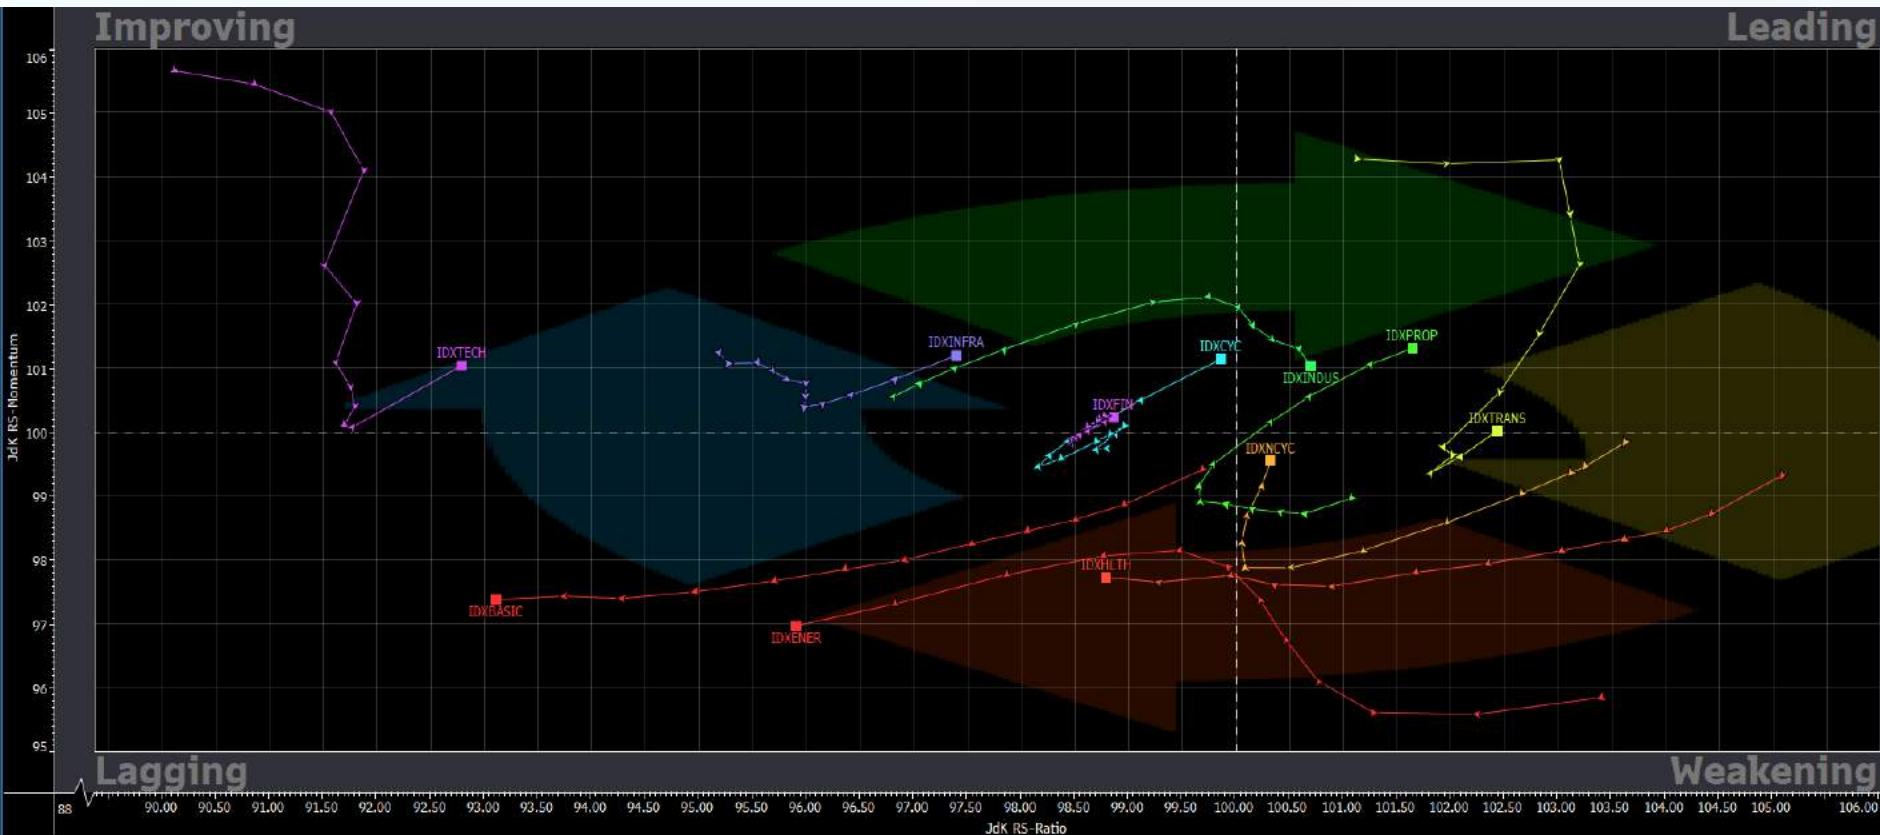 Improving
Leading
106
105
104
103
102
101
100
99
98
97
96
95
JdK RS-Momentum
IDXTECH
IDXINFRA
IDXCYC
IDXPROP
IDXINDUS
IDXFIN
IDXTRANS
IDXNCYC
IDXHLTH
IDXBASIC
IDXENER
Lagging
Weakening
88 90.00 90.50 91.00 91.50 92.00 92.50 93.00 93.50 94.00 94.50 95.00 95.50 96.00 96.50 97.00 97.50 98.00 98.50 99.00 99.50 100.00 100.50 101.00 101.50 102.00 102.50 103.00 103.50 104.00 104.50 105.00 106.00
JdK RS-Ratio